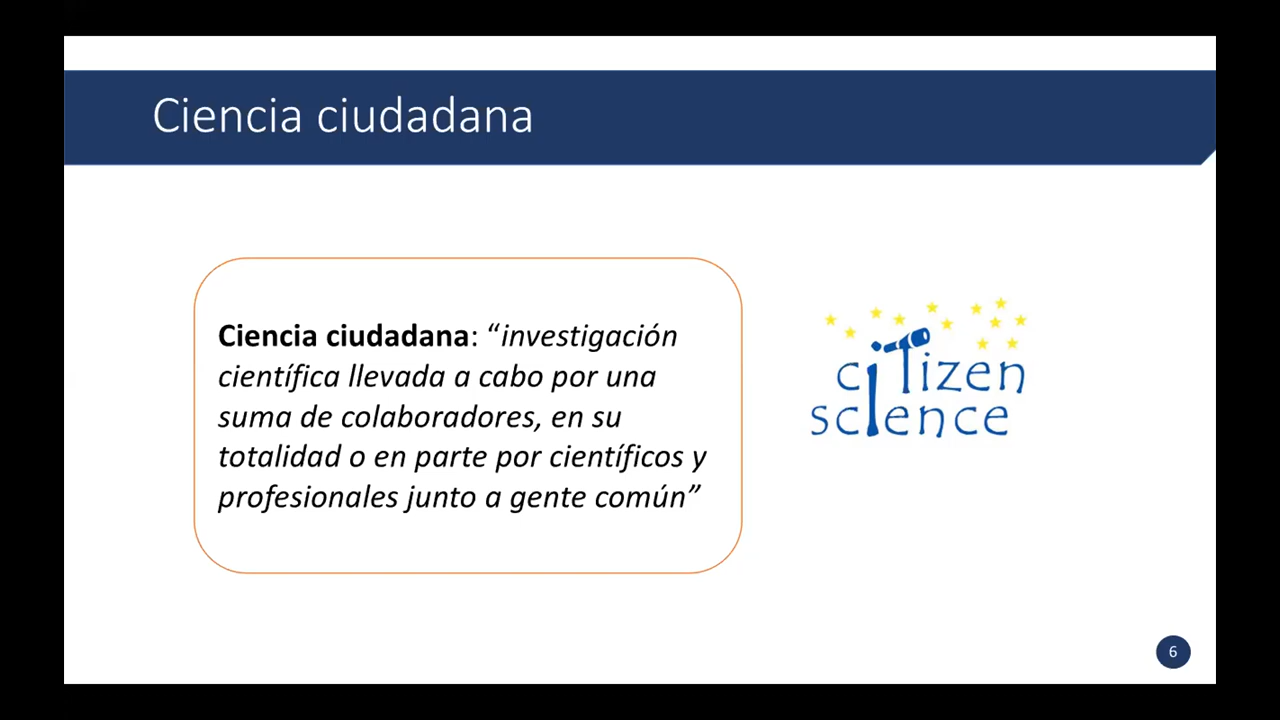 Ciencia ciudadana
Ciencia ciudadana: “investigación
científica llevada a cabo por una
suma de colaboradores, en su
totalidad o en parte por científicos y
profesionales junto a gente común”
citizen
science
6